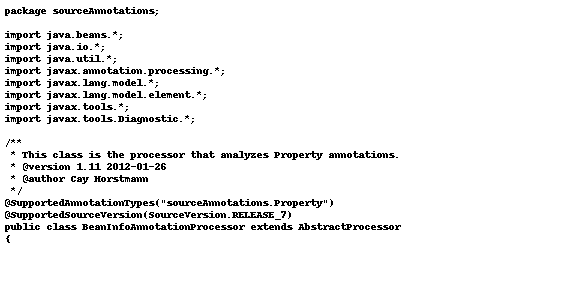 package sourceAnnotations;
import java.beans.*;
import java.io.*;
import java.util.*;
import javax.annotation.processing.*;
import javax.lang.model.*;
import javax.lang.model.element.*;
import javax.tools.*;
import javax.tools.Diagnostic.*;
/**
 * This class is the processor that analyzes Property annotations.
 * @version 1.11 2012-01-26
 * @author Cay Horstmann
 */
@SupportedAnnotationTypes("sourceAnnotations.Property")
@SupportedSourceVersion(SourceVersion.RELEASE_7)
public class BeanInfoAnnotationProcessor extends AbstractProcessor
{